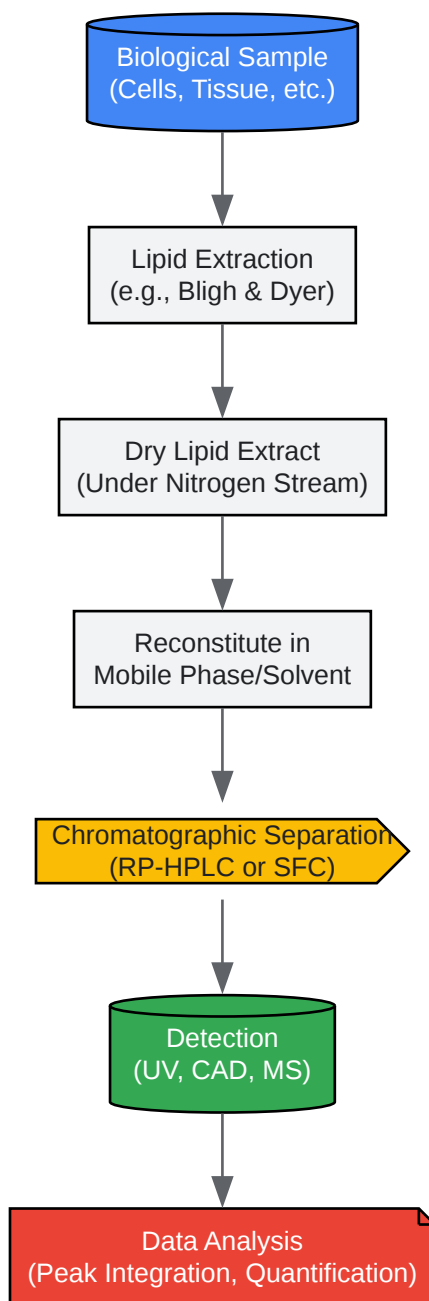 Biological Sample
(Cells, Tissue, etc.)
Lipid Extraction
(e.g., Bligh & Dyer)
Dry Lipid Extract
(Under Nitrogen Stream)
Reconstitute in
Mobile Phase/Solvent
Chromatographic Separation
(RP-HPLC or SFC)
Detection
(UV, CAD, MS)
Data Analysis
(Peak Integration, Quantification)